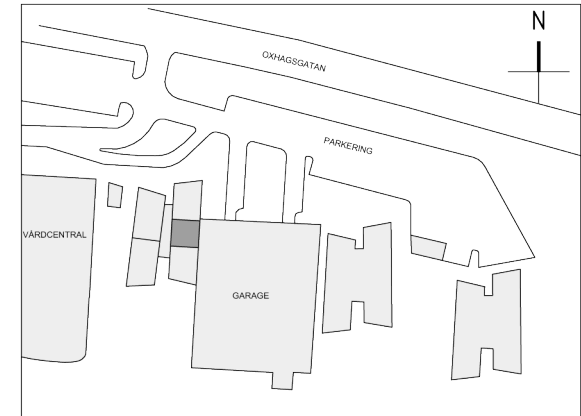 N
OXHAGSGATAN
PARKERING
VÅRDCENTRAL
GARAGE